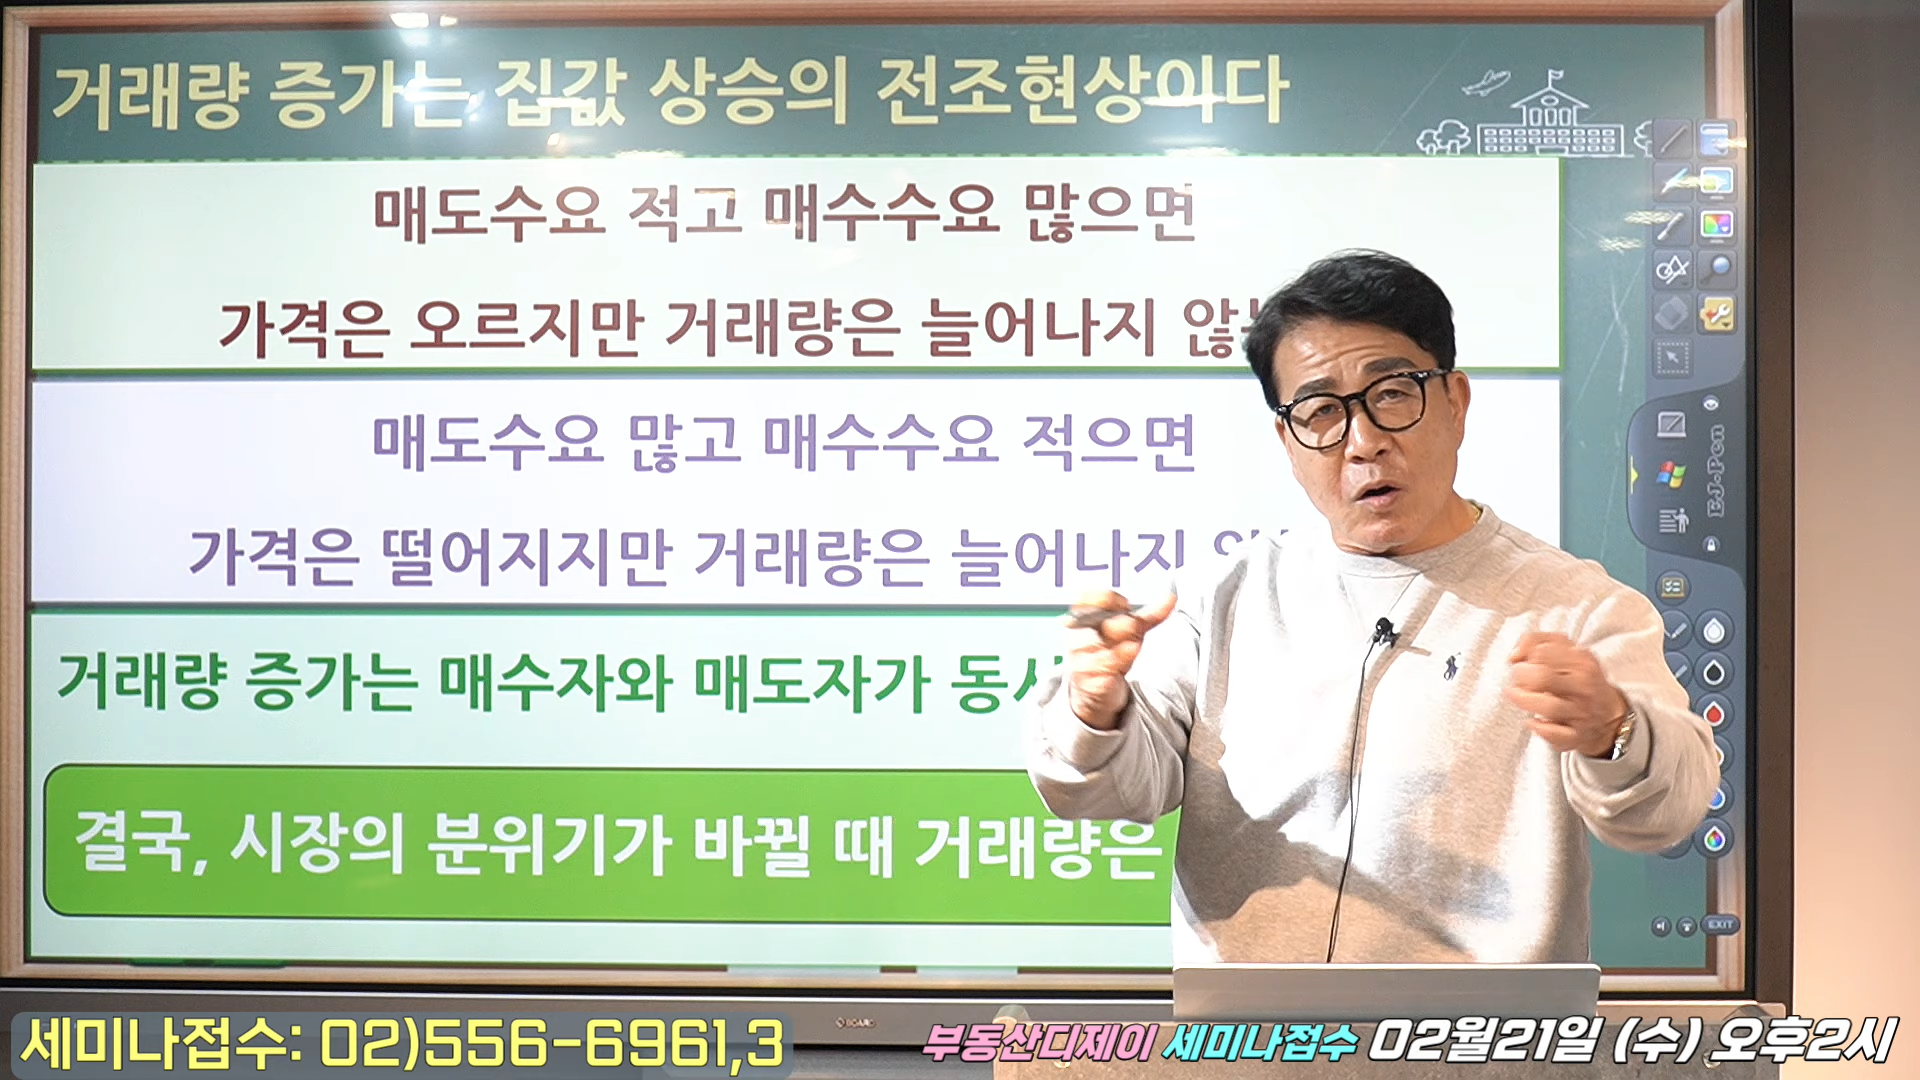 거래량 증가는 집값 상승의 전조현상이다
매도수요 적고 매수수요 많으면
가격은 오르지만 거래량은 늘어나지
매도수요 많고 매수수요 적으면
가격은 떨어지지만 거래량은 늘어나지
거래량 증가는 매수자와 매도자가
결국, 시장의 분위기가 바뀔 때 거래량은
EJ-Pen
EXIT
세미나접수: 02)556-6961,3
부동산디제이 세미나접수 02월21일 (수) 오후2시